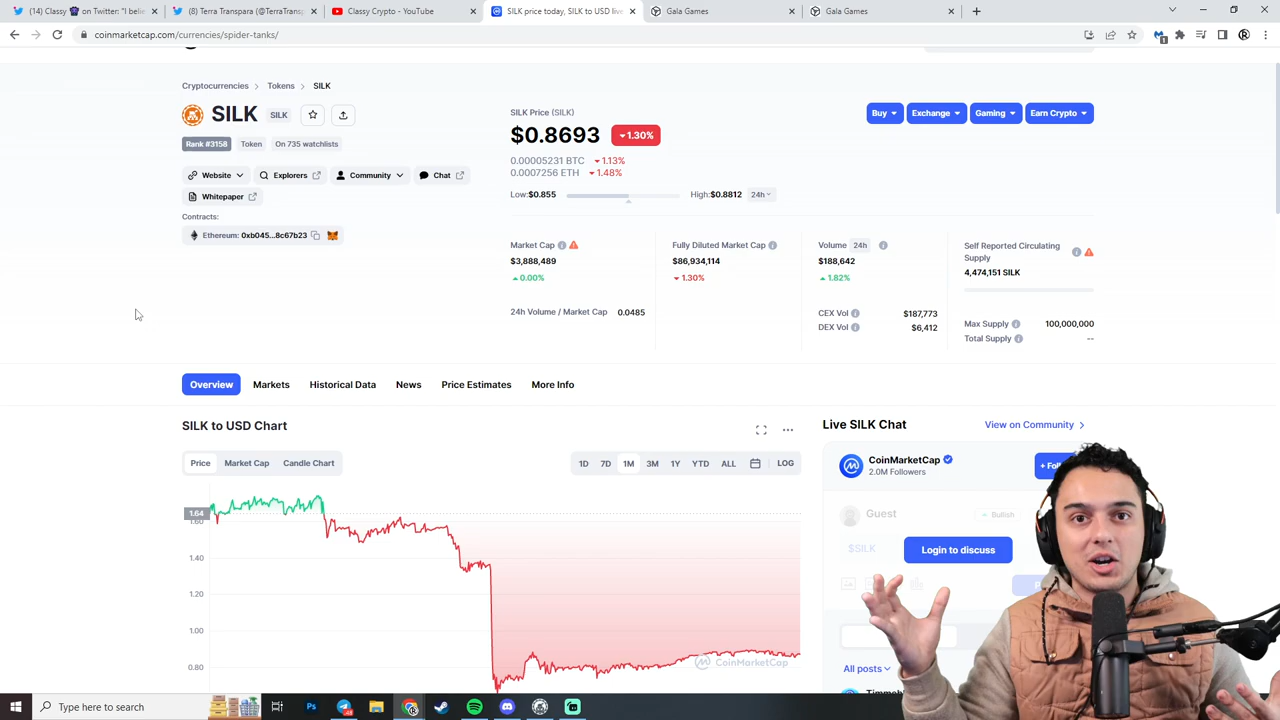 (14) Classy on Twitter: "I belie
(8) Terra Transpara (@TerraTransp
Classy Crypto - YouTube
SILK price today, SILK to USD live
Gala Games
Gala Games
coinmarketcap.com/currencies/spider-tanks/
Cryptocurrencies > Tokens > SILK
SILK SILK
Rank #3158 Token On 735 watchlists
Website Explorers Community Chat
Whitepaper
Contracts:
Ethereum: 0xb045...8c67b23
SILK Price (SILK)
$0.8693 1.30%
0.00005231 BTC 1.13%
0.0007256 ETH 1.48%
Low:$0.855 High:$0.8812 24h
Buy Exchange Gaming Earn Crypto
Market Cap
$3,888,489
0.00%
24h Volume / Market Cap 0.0485
Fully Diluted Market Cap
$86,934,114
1.30%
Volume 24h
$188,642
1.82%
CEX Vol $187,773
DEX Vol $6,412
Self Reported Circulating
Supply
4,474,151 SILK
Max Supply 100,000,000
Total Supply --
Overview Markets Historical Data News Price Estimates More Info
SILK to USD Chart
Price Market Cap Candle Chart
1D 7D 1M 3M 1Y YTD ALL LOG
1.64
1.60
1.40
1.20
1.00
0.80
CoinMarketCap
Live SILK Chat View on Community >
CoinMarketCap
2.0M Followers
+ Foll
Guest Bullish
$SILK
Login to discuss
All posts
Type here to search